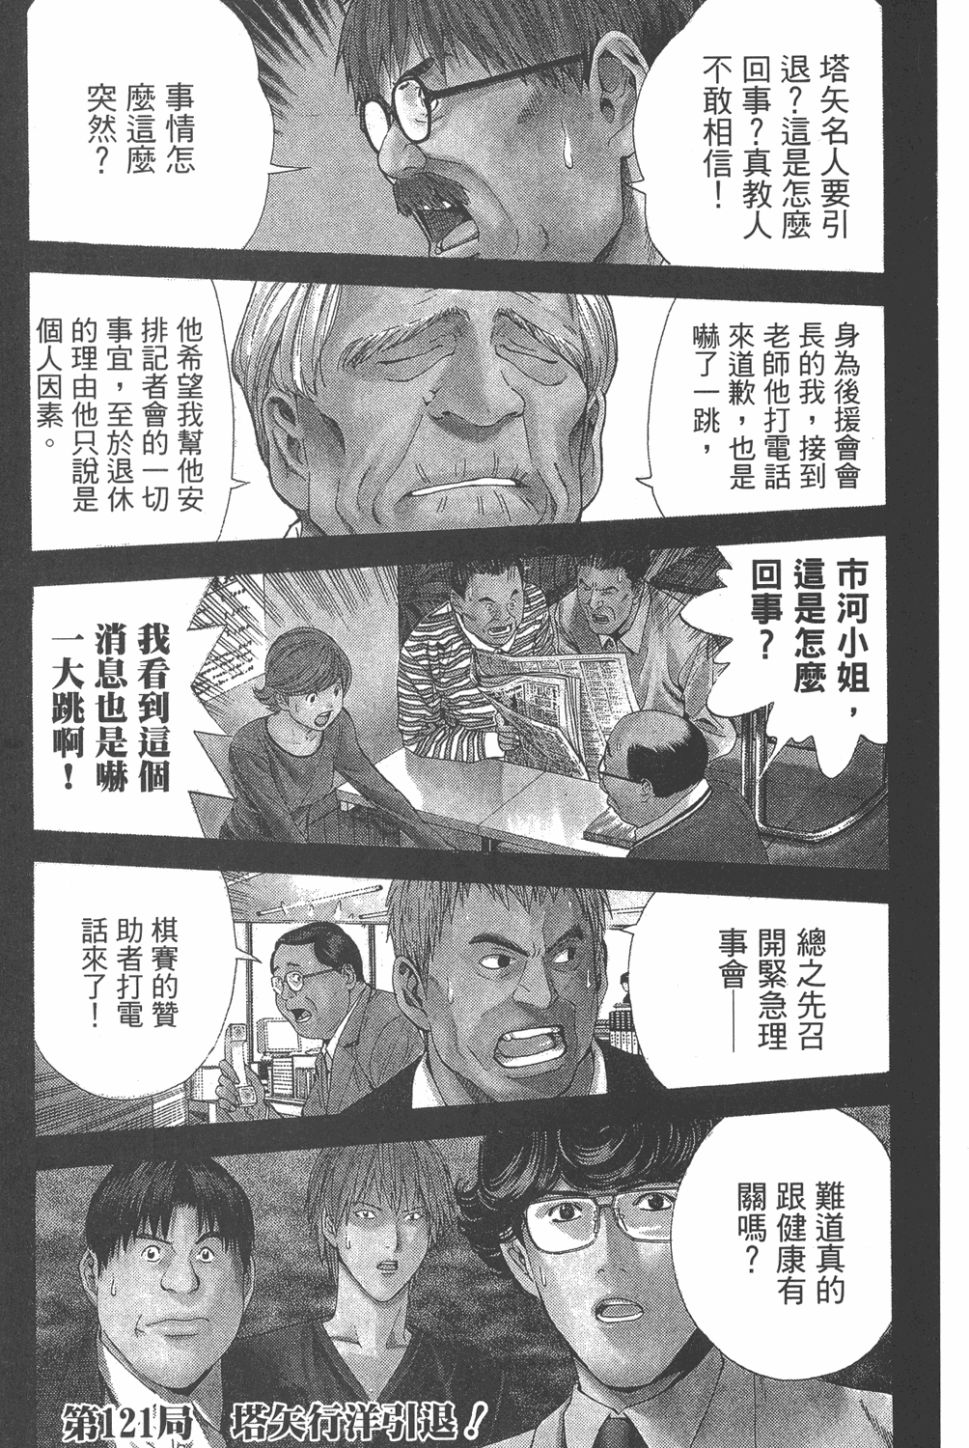 塔矢名人要引
退？這是怎麼
回事？真教人
不敢相信！
事情怎
麼這麼
突然？
身為後援會會
長的我，接到
老師他打電話
來道歉，也是
嚇了一跳，
他希望我幫他安
排記者會的一切
事宜，至於退休
的理由他只說是
個人因素。
市河小姐，
這是怎麼
回事？
我看到這個
消息也是嚇
一大跳啊！
總之先召
開緊急理
事會——
棋賽的贊
助者打電
話來了！
難道真的
跟健康有
關嗎？
第121局　塔矢行洋引退！